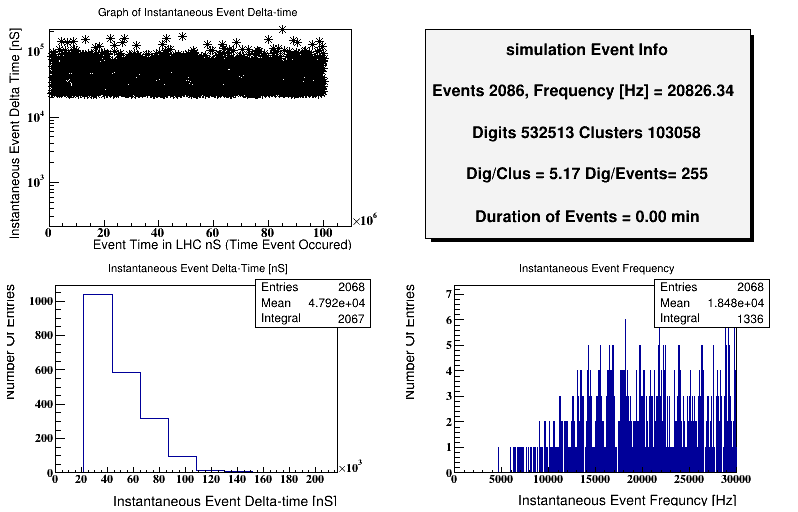 Graph of Instantaneous Event Delta-time
Instantaneous Event Delta Time [nS]
10^5
10^4
10^3
0 20 40 60 80 100
×10^6
Event Time in LHC nS (Time Event Occured)
simulation Event Info
Events 2086, Frequency [Hz] = 20826.34
Digits 532513 Clusters 103058
Dig/Clus = 5.17 Dig/Events= 255
Duration of Events = 0.00 min
Instantaneous Event Delta-Time [nS]
Entries 2068
Mean 4.792e+04
Integral 2067
Number Of Entries
1000
800
600
400
200
0
0 20 40 60 80 100 120 140 160 180 200
×10^3
Instantaneous Event Delta-time [nS]
Instantaneous Event Frequency
Entries 2068
Mean 1.848e+04
Integral 1336
Number Of Entries
7
6
5
4
3
2
1
0
0 5000 10000 15000 20000 25000 30000
Instantaneous Event Frequncy [Hz]